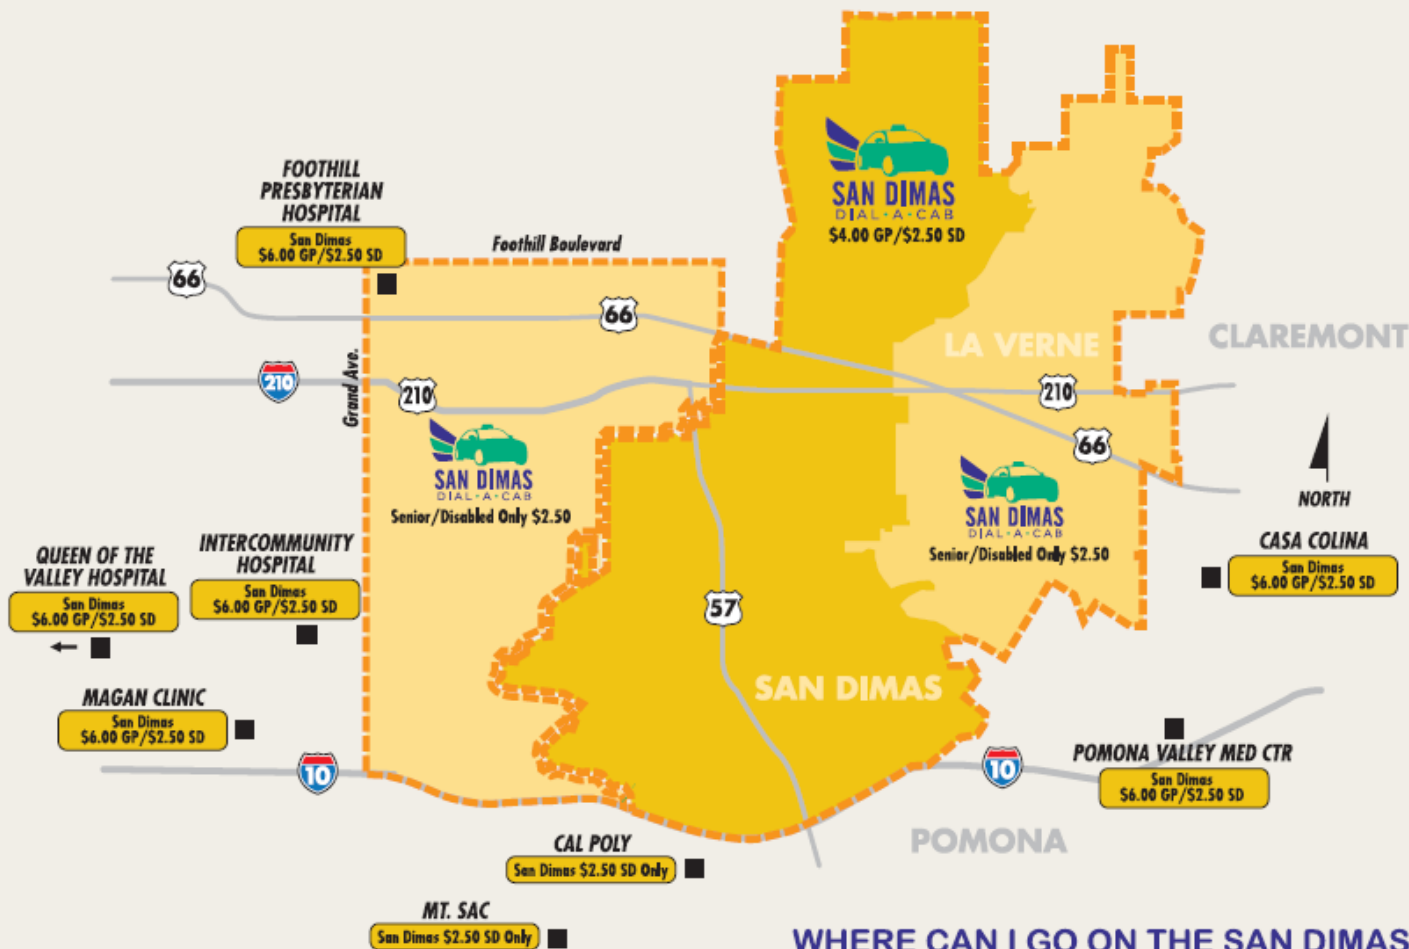 SAN DIMAS
DIAL•A•CAB
$4.00 GP/$2.50 SD
FOOTHILL
PRESBYTERIAN
HOSPITAL
San Dimas
$6.00 GP/$2.50 SD
Foothill Boulevard
66
66
LA VERNE
CLAREMONT
210
Grand Ave.
210
210
66
SAN DIMAS
DIAL•A•CAB
Senior/Disabled Only $2.50
SAN DIMAS
DIAL•A•CAB
Senior/Disabled Only $2.50
NORTH
QUEEN OF THE
VALLEY HOSPITAL
San Dimas
$6.00 GP/$2.50 SD
INTERCOMMUNITY
HOSPITAL
San Dimas
$6.00 GP/$2.50 SD
CASA COLINA
San Dimas
$6.00 GP/$2.50 SD
57
SAN DIMAS
MAGAN CLINIC
San Dimas
$6.00 GP/$2.50 SD
10
10
POMONA VALLEY MED CTR
San Dimas
$6.00 GP/$2.50 SD
POMONA
CAL POLY
San Dimas $2.50 SD Only
MT. SAC
San Dimas $2.50 SD Only
WHERE CAN I GO ON THE SAN DIMAS